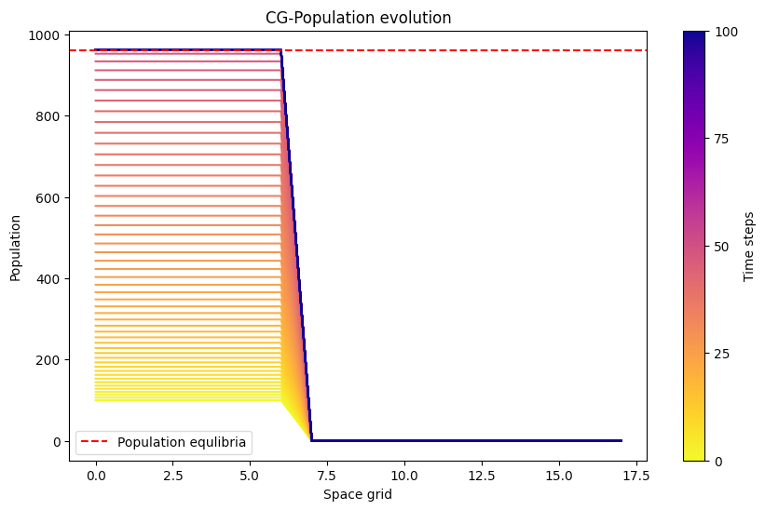 CG-Population evolution
1000
800
600
400
200
0
Population
Population equlibria
0.0 2.5 5.0 7.5 10.0 12.5 15.0 17.5
Space grid
100
75
50
25
0
Time steps